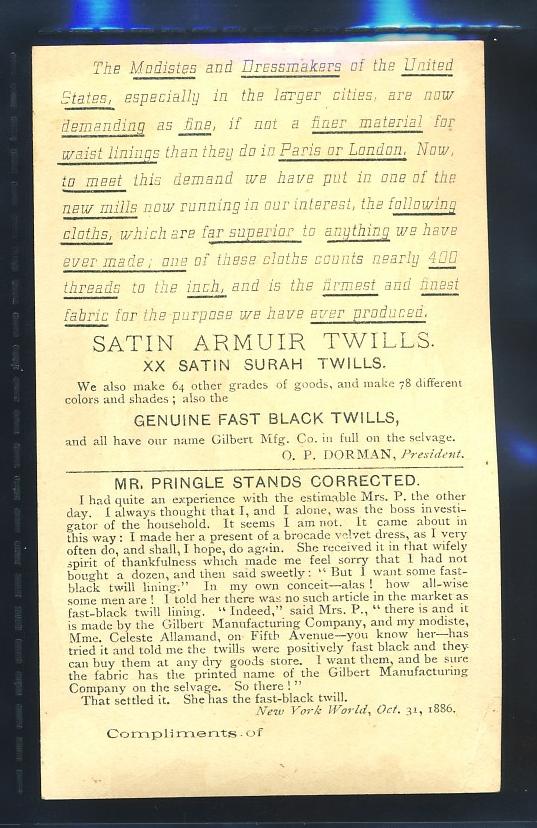 The Modistes and Dressmakers of the United
States, especially in the larger cities, are now
demanding as fine, if not a finer material for
waist linings than they do in Paris or London. Now,
to meet this demand we have put in one of the
new mills now running in our interest, the following
cloths, which are far superior to anything we have
ever made; one of these cloths counts nearly 400
threads to the inch, and is the firmest and finest
fabric for the purpose we have ever produced.
SATIN ARMUIR TWILLS.
XX SATIN SURAH TWILLS.
We also make 64 other grades of goods, and make 78 different
colors and shades; also the
GENUINE FAST BLACK TWILLS,
and all have our name Gilbert Mfg. Co. in full on the selvage.
O. P. DORMAN, President.
MR. PRINGLE STANDS CORRECTED.
I had quite an experience with the estimable Mrs. P. the other
day. I always thought that I, and I alone, was the boss investi-
gator of the household. It seems I am not. It came about in
this way: I made her a present of a brocade velvet dress, as I very
often do, and shall, I hope, do again. She received it in that wifely
spirit of thankfulness which made me feel sorry that I had not
bought a dozen, and then said sweetly: "But I want some fast-
black twill lining." In my own conceit—alas! how all-wise
some men are! I told her there was no such article in the market as
fast-black twill lining. "Indeed," said Mrs. P., "there is and it
is made by the Gilbert Manufacturing Company, and my modiste,
Mme. Celeste Allamand, on Fifth Avenue—you know her—has
tried it and told me the twills were positively fast black and they
can buy them at any dry goods store. I want them, and be sure
the fabric has the printed name of the Gilbert Manufacturing
Company on the selvage. So there!"
That settled it. She has the fast-black twill.
New York World, Oct. 31, 1886.
Compliments of